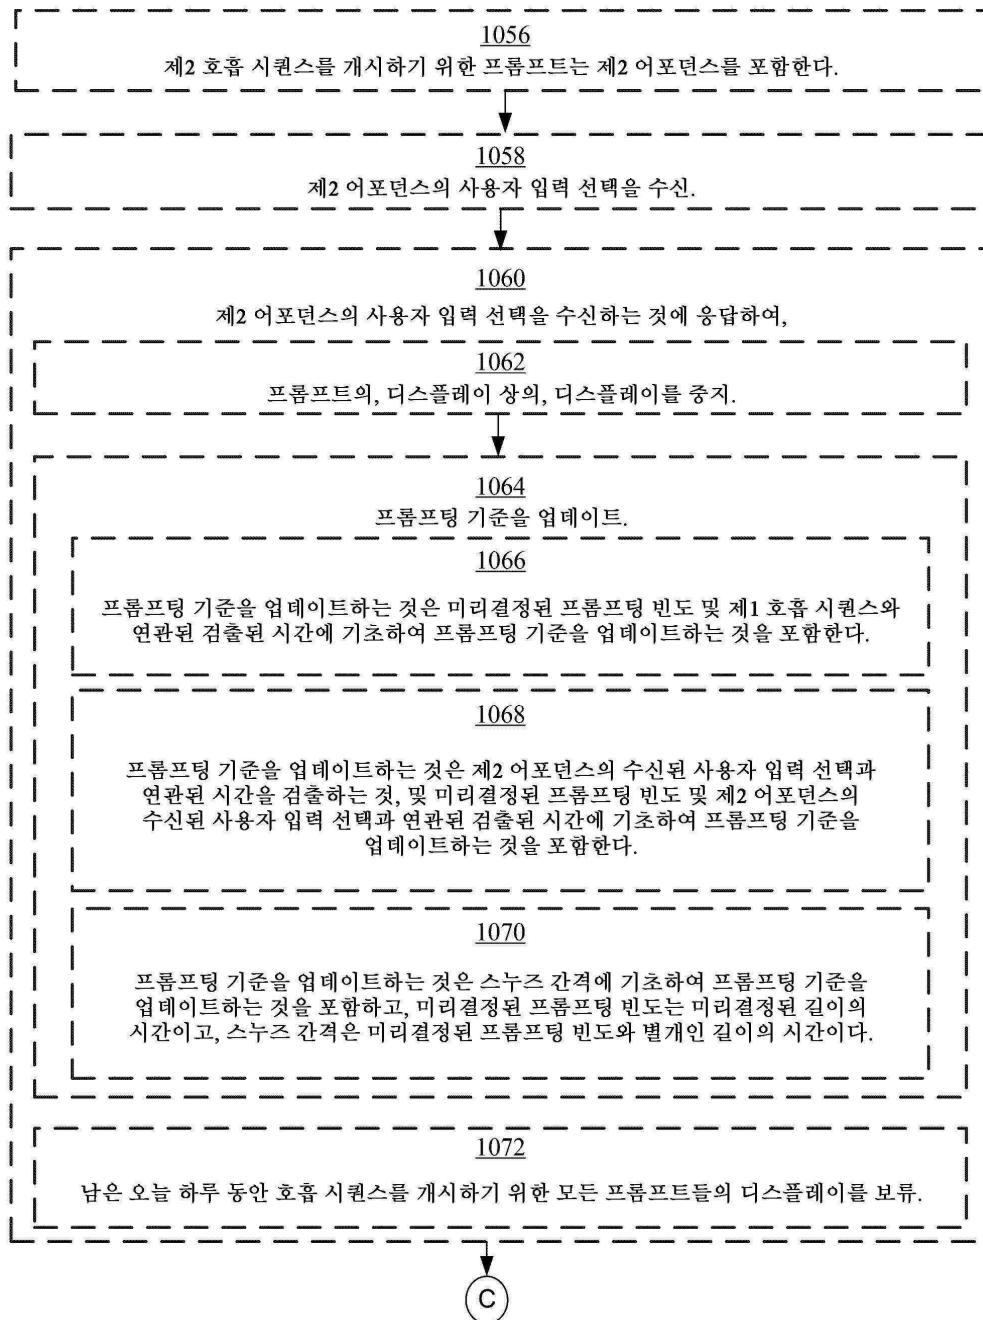 1056
제2 호흡 시퀀스를 개시하기 위한 프롬프트는 제2 어포던스를 포함한다.
1058
제2 어포던스의 사용자 입력 선택을 수신.
1060
제2 어포던스의 사용자 입력 선택을 수신하는 것에 응답하여,
1062
프롬프트의, 디스플레이 상의, 디스플레이를 중지.
1064
프롬프팅 기준을 업데이트.
1066
프롬프팅 기준을 업데이트하는 것은 미리결정된 프롬프팅 빈도 및 제1 호흡 시퀀스와
연관된 검출된 시간에 기초하여 프롬프팅 기준을 업데이트하는 것을 포함한다.
1068
프롬프팅 기준을 업데이트하는 것은 제2 어포던스의 수신된 사용자 입력 선택과
연관된 시간을 검출하는 것, 및 미리결정된 프롬프팅 빈도 및 제2 어포던스의
수신된 사용자 입력 선택과 연관된 검출된 시간에 기초하여 프롬프팅 기준을
업데이트하는 것을 포함한다.
1070
프롬프팅 기준을 업데이트하는 것은 스누즈 간격에 기초하여 프롬프팅 기준을
업데이트하는 것을 포함하고, 미리결정된 프롬프팅 빈도는 미리결정된 길이의
시간이고, 스누즈 간격은 미리결정된 프롬프팅 빈도와 별개인 길이의 시간이다.
1072
남은 오늘 하루 동안 호흡 시퀀스를 개시하기 위한 모든 프롬프트들의 디스플레이를 보류.
C